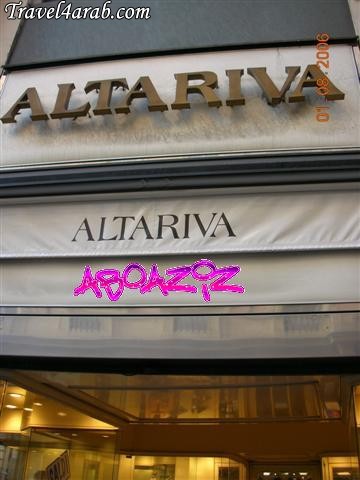 Travel4arab.com
ALTARIVA
01-08-2006
ALTARIVA
ABOAZIZ